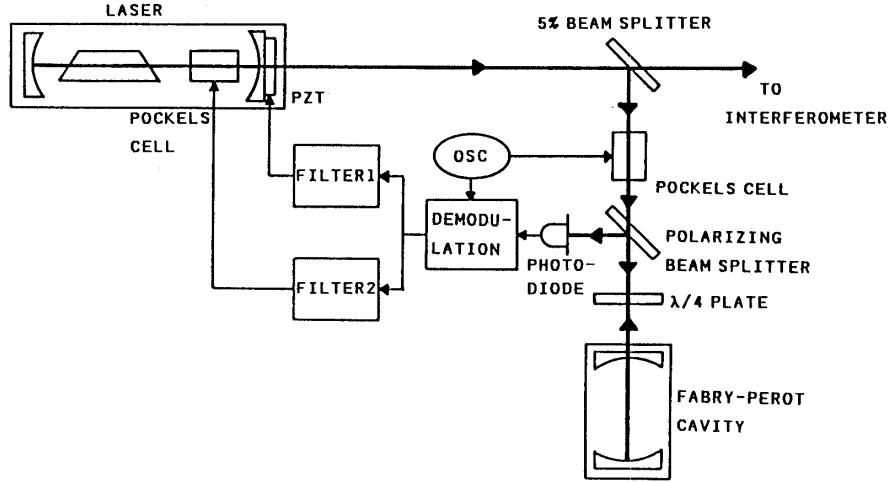 LASER
5% BEAM SPLITTER
PZT
TO
INTERFEROMETER
POCKELS
CELL
OSC
FILTER1
POCKELS CELL
DEMODU-
LATION
POLARIZING
BEAM SPLITTER
PHOTO-
DIODE
FILTER2
λ/4 PLATE
FABRY-PEROT
CAVITY